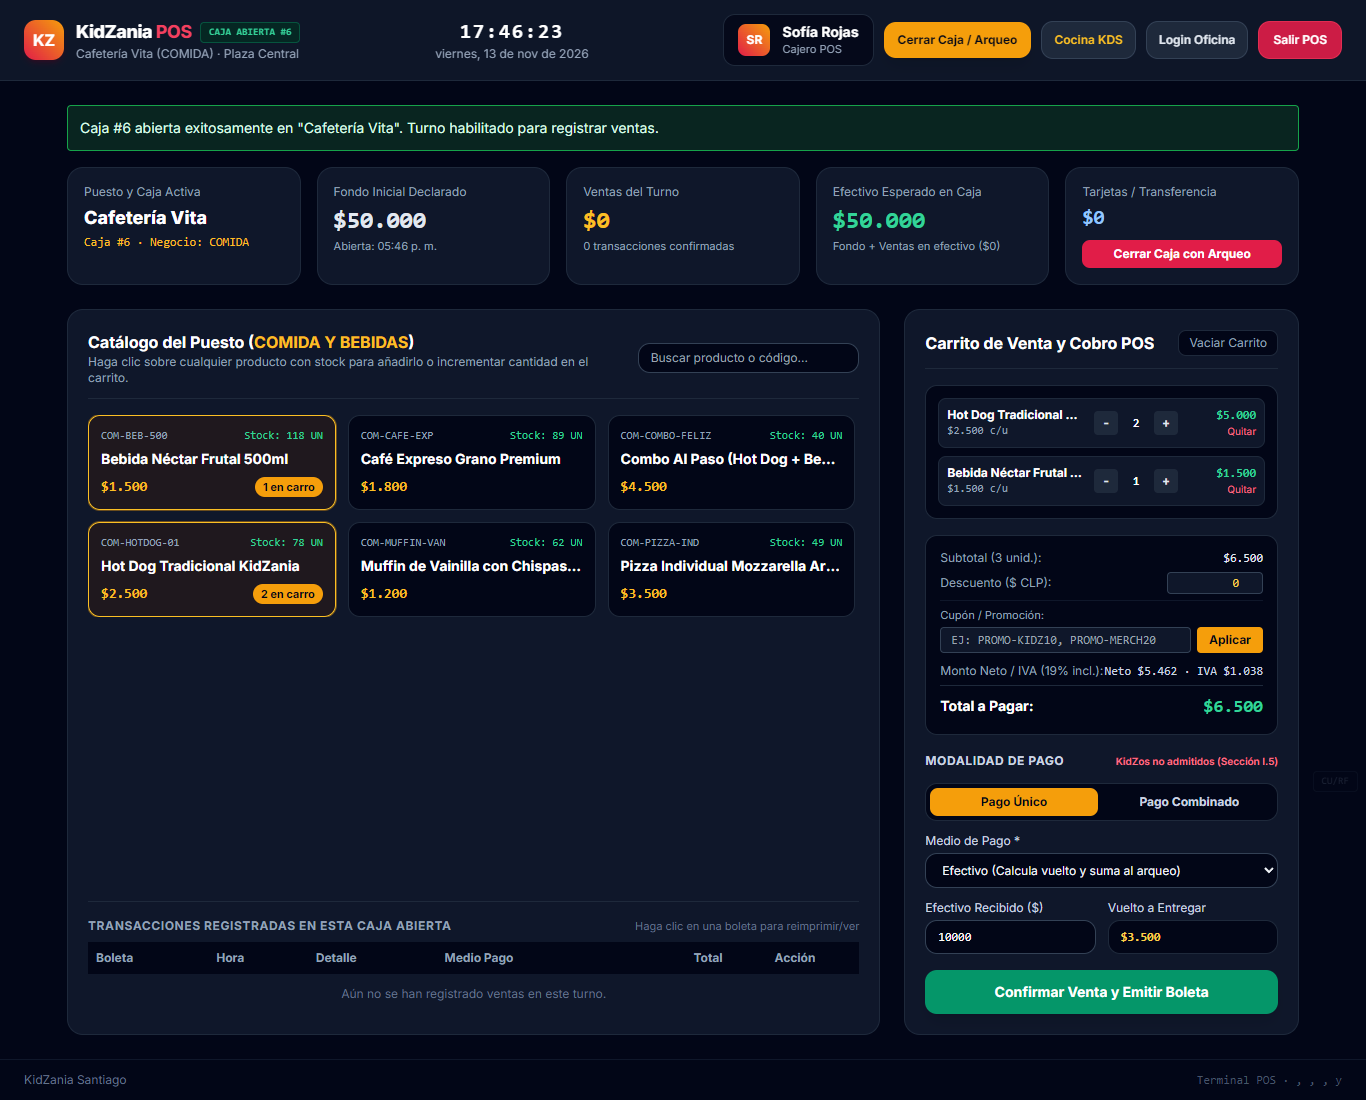 KZ
KidZania POS
CAJA ABIERTA #6
Cafetería Vita (COMIDA) · Plaza Central
17:46:23
viernes, 13 de nov de 2026
SR
Sofía Rojas
Cajero POS
Cerrar Caja / Arqueo
Cocina KDS
Login Oficina
Salir POS
Caja #6 abierta exitosamente en "Cafetería Vita". Turno habilitado para registrar ventas.
Puesto y Caja Activa
Cafetería Vita
Caja #6 · Negocio: COMIDA
Fondo Inicial Declarado
$50.000
Abierta: 05:46 p. m.
Ventas del Turno
$0
0 transacciones confirmadas
Efectivo Esperado en Caja
$50.000
Fondo + Ventas en efectivo ($0)
Tarjetas / Transferencia
$0
Cerrar Caja con Arqueo
Catálogo del Puesto (COMIDA Y BEBIDAS)
Haga clic sobre cualquier producto con stock para añadirlo o incrementar cantidad en el
carrito.
Buscar producto o código...
COM-BEB-500
Stock: 118 UN
Bebida Néctar Frutal 500ml
$1.500
1 en carro
COM-CAFE-EXP
Stock: 89 UN
Café Expreso Grano Premium
$1.800
COM-COMBO-FELIZ
Stock: 40 UN
Combo Al Paso (Hot Dog + Be...
$4.500
COM-HOTDOG-01
Stock: 78 UN
Hot Dog Tradicional KidZania
$2.500
2 en carro
COM-MUFFIN-VAN
Stock: 62 UN
Muffin de Vainilla con Chispas...
$1.200
COM-PIZZA-IND
Stock: 49 UN
Pizza Individual Mozzarella Ar...
$3.500
TRANSACCIONES REGISTRADAS EN ESTA CAJA ABIERTA
Haga clic en una boleta para reimprimir/ver
Boleta Hora Detalle Medio Pago Total Acción
Aún no se han registrado ventas en este turno.
Carrito de Venta y Cobro POS
Vaciar Carrito
Hot Dog Tradicional ...
$2.500 c/u
- 2 +
$5.000
Quitar
Bebida Néctar Frutal ...
$1.500 c/u
- 1 +
$1.500
Quitar
Subtotal (3 unid.): $6.500
Descuento ($ CLP): 0
Cupón / Promoción:
EJ: PROMO-KIDZ10, PROMO-MERCH20
Aplicar
Monto Neto / IVA (19% incl.): Neto $5.462 · IVA $1.038
Total a Pagar: $6.500
MODALIDAD DE PAGO
KidZos no admitidos (Sección I.5)
Pago Único
Pago Combinado
Medio de Pago *
Efectivo (Calcula vuelto y suma al arqueo)
Efectivo Recibido ($)
10000
Vuelto a Entregar
$3.500
Confirmar Venta y Emitir Boleta
CU/RF
KidZania Santiago
Terminal POS · , , , y